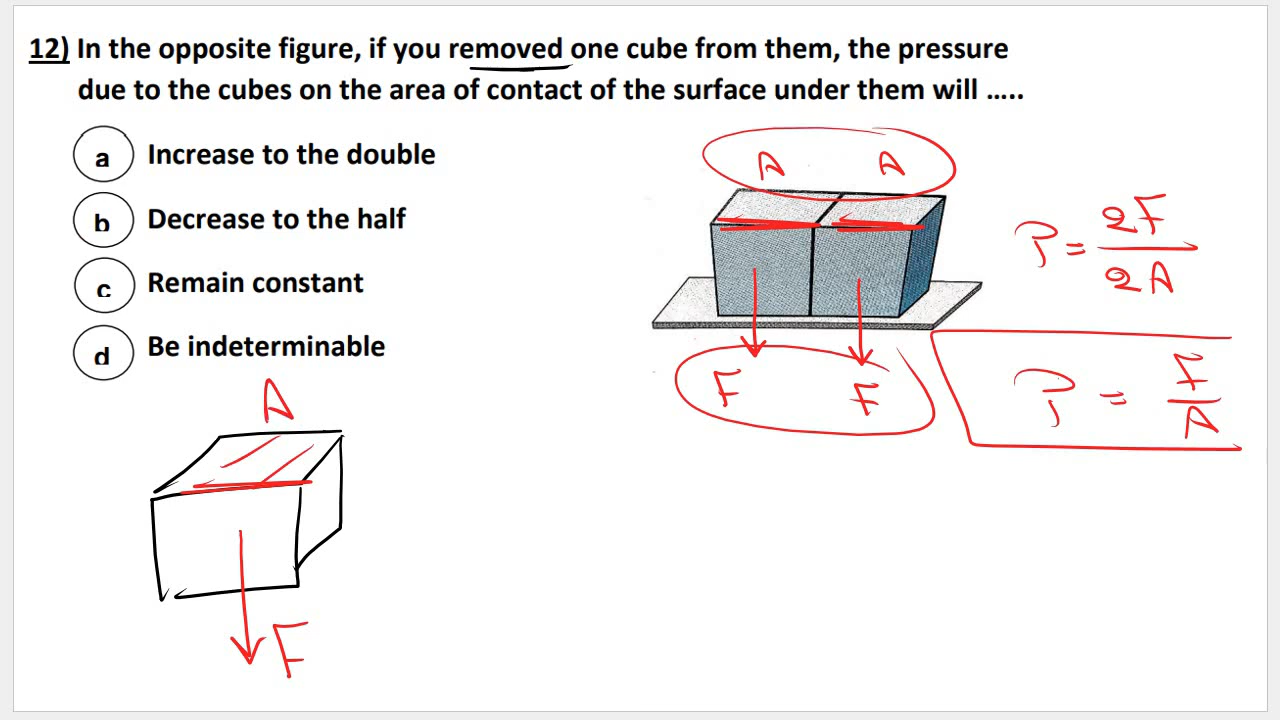 12) In the opposite figure, if you removed one cube from them, the pressure
due to the cubes on the area of contact of the surface under them will .....
a Increase to the double
b Decrease to the half
c Remain constant
d Be indeterminable
A A
P = 2F / 2A
F F
P = F / A
A
F